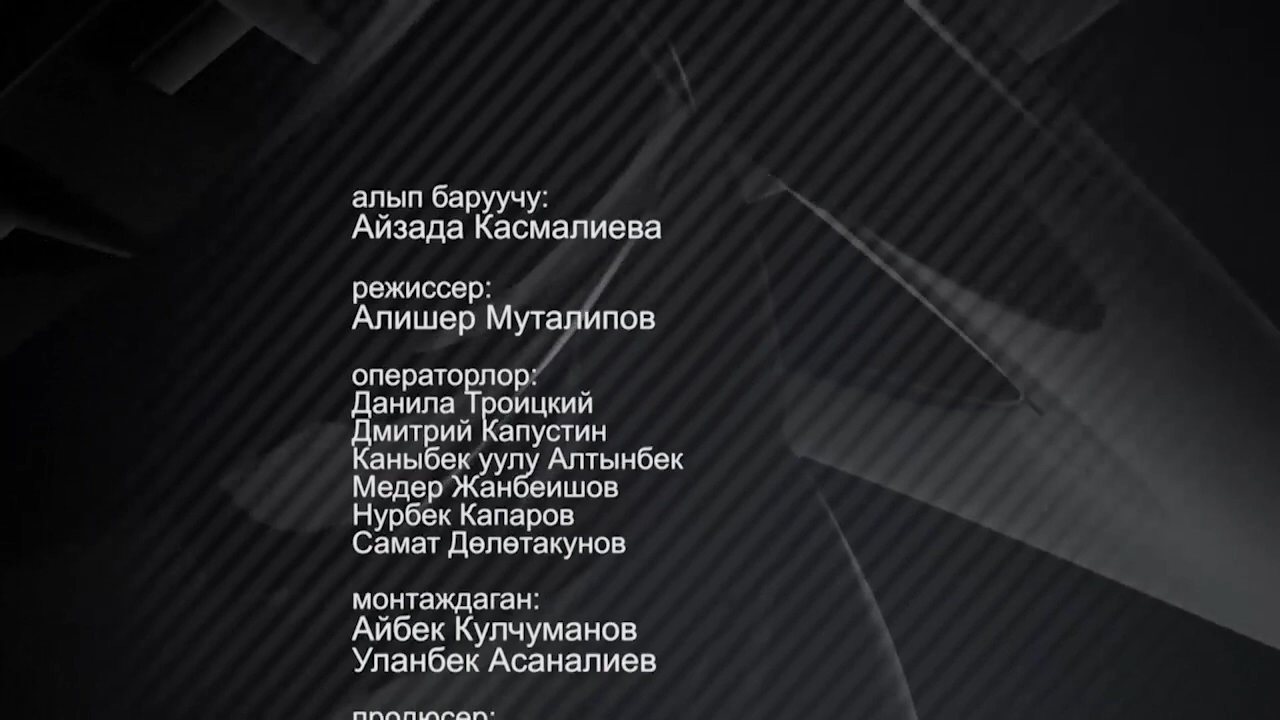 алып баруучу:
Айзада Касмалиева
режиссер:
Алишер Муталипов
операторлор:
Данила Троицкий
Дмитрий Капустин
Каныбек уулу Алтынбек
Медер Жанбеишов
Нурбек Капаров
Самат Дөлөтакунов
монтаждаган:
Айбек Кулчуманов
Уланбек Асаналиев
продюсер: